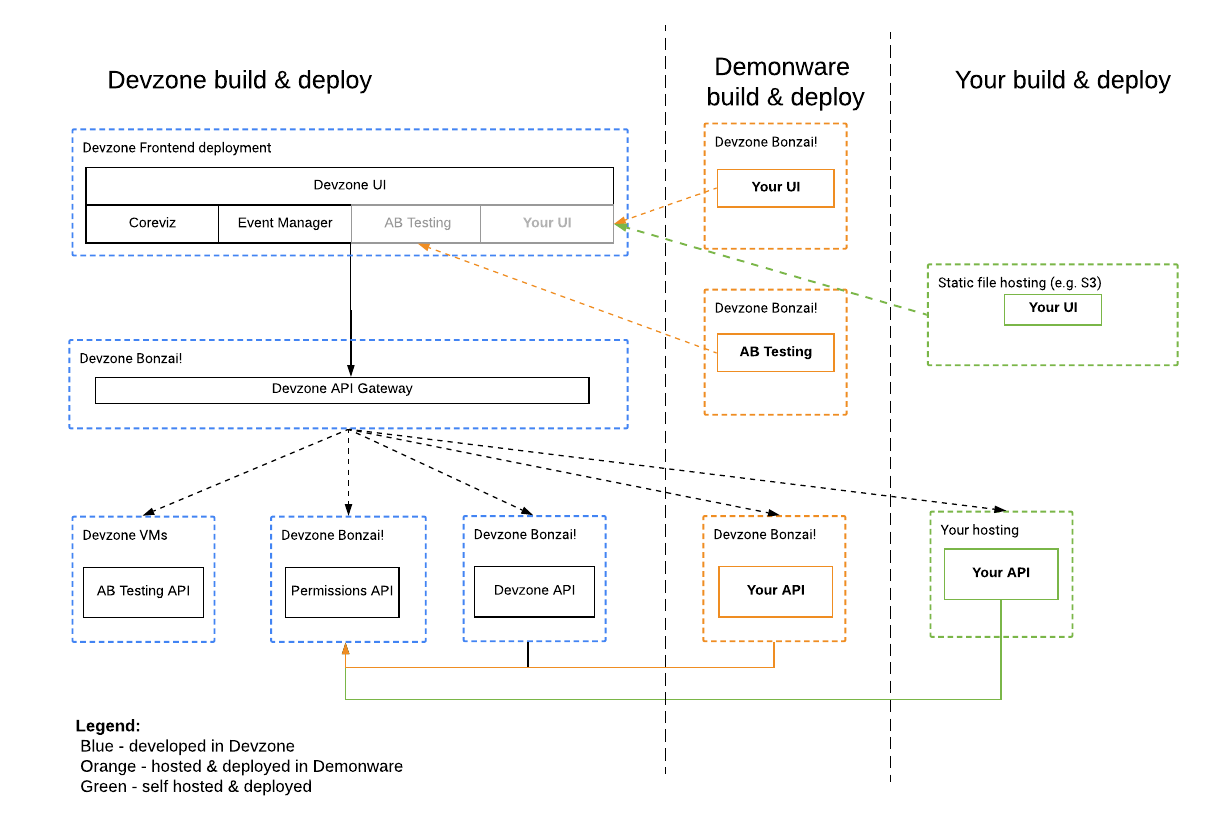 Devzone build & deploy
Demonware
build & deploy
Your build & deploy
Devzone Frontend deployment
Devzone UI
Coreviz
Event Manager
AB Testing
Your UI
Devzone Bonzai!
Your UI
Devzone Bonzai!
AB Testing
Static file hosting (e.g. S3)
Your UI
Devzone Bonzai!
Devzone API Gateway
Devzone VMs
AB Testing API
Devzone Bonzai!
Permissions API
Devzone Bonzai!
Devzone API
Devzone Bonzai!
Your API
Your hosting
Your API
Legend:
Blue - developed in Devzone
Orange - hosted & deployed in Demonware
Green - self hosted & deployed